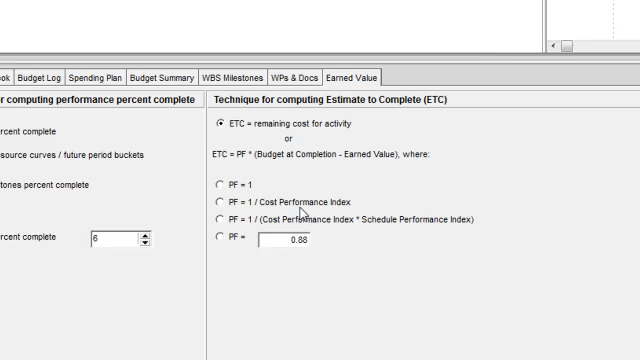 ok Budget Log Spending Plan Budget Summary WBS Milestones WPs & Docs Earned Value
or computing performance percent complete
ercent complete
source curves / future period buckets
tones percent complete
ercent complete 6
Technique for computing Estimate to Complete (ETC)
ETC = remaining cost for activity
or
ETC = PF * (Budget at Completion - Earned Value), where:
PF = 1
PF = 1 / Cost Performance Index
PF = 1 / (Cost Performance Index * Schedule Performance Index)
PF = 0.88